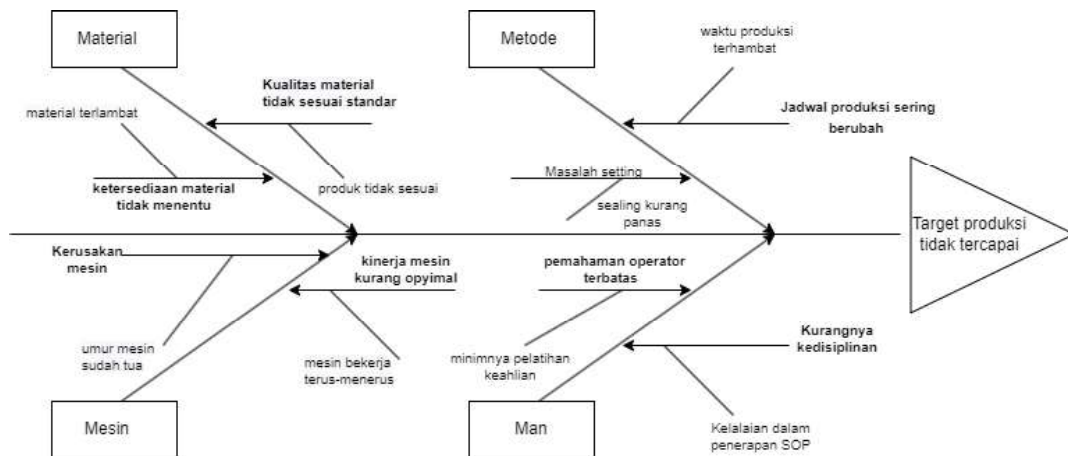 Material
Metode
waktu produksi
terhambat
Kualitas material
tidak sesuai standar
material terlambat
Jadwal produksi sering
berubah
ketersediaan material
tidak menentu
produk tidak sesuai
Masalah setting
sealing kurang
panas
Target produksi
tidak tercapai
Kerusakan
mesin
kinerja mesin
kurang opyimal
pemahaman operator
terbatas
umur mesin
sudah tua
mesin bekerja
terus-menerus
minimnya pelatihan
keahlian
Kurangnya
kedisiplinan
Mesin
Man
Kelalaian dalam
penerapan SOP